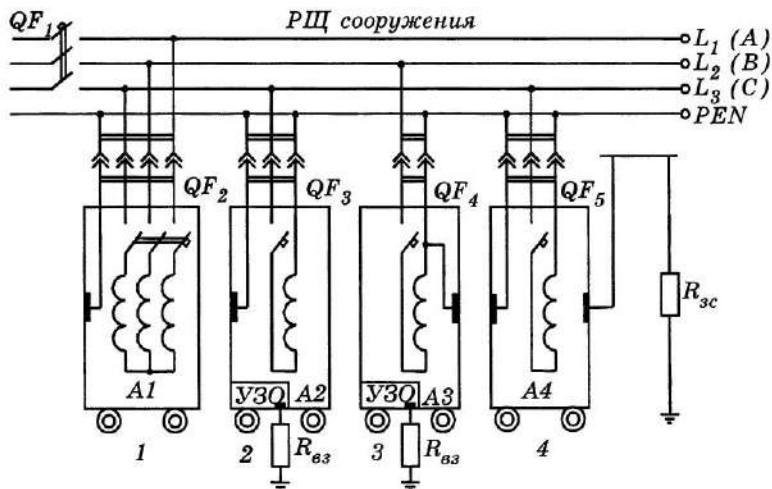 QF₁ РЩ сооружения
L₁ (A)
L₂ (B)
L₃ (C)
PEN
QF₂ QF₃ QF₄ QF₅
R₃c
A1 УЗО A2 УЗО A3 A4
1 2 Rвз 3 Rвз 4